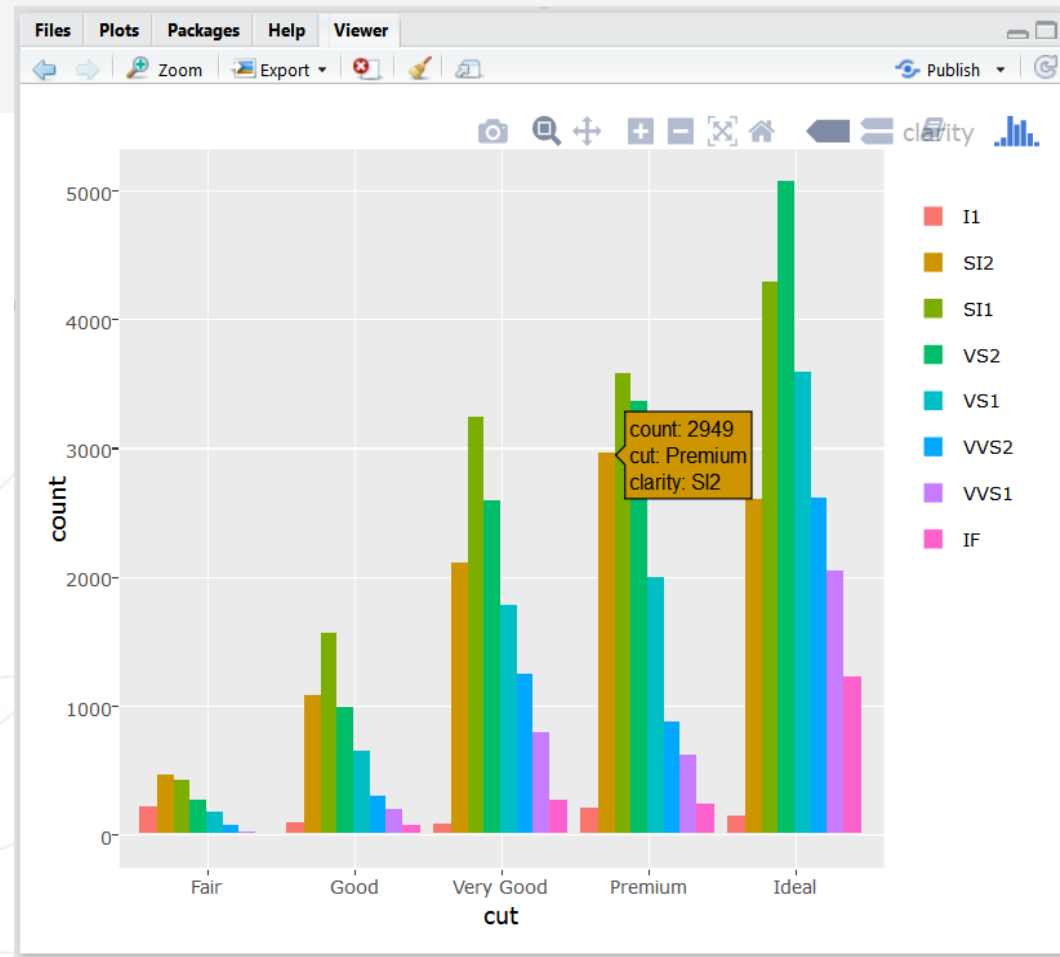 Files Plots Packages Help Viewer
Zoom Export Publish
clarity
5000
4000
3000
2000
1000
0
count
count: 2949
cut: Premium
clarity: SI2
I1
SI2
SI1
VS2
VS1
VVS2
VVS1
IF
Fair Good Very Good Premium Ideal
cut